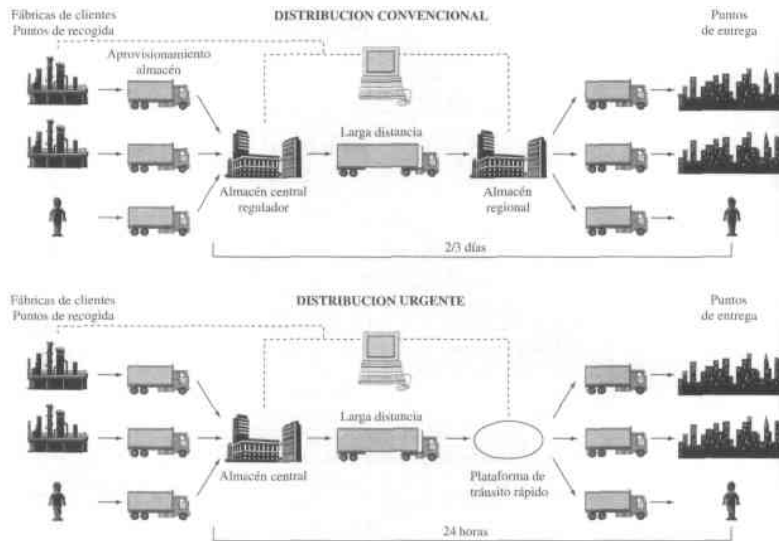 Fábricas de clientes
Puntos de recogida
DISTRIBUCION CONVENCIONAL
Puntos
de entrega
Aprovisionamiento
almacén
Larga distancia
Almacén central
regulador
Almacén
regional
2/3 días
Fábricas de clientes
Puntos de recogida
DISTRIBUCION URGENTE
Puntos
de entrega
Larga distancia
Almacén central
Plataforma de
tránsito rápido
24 horas